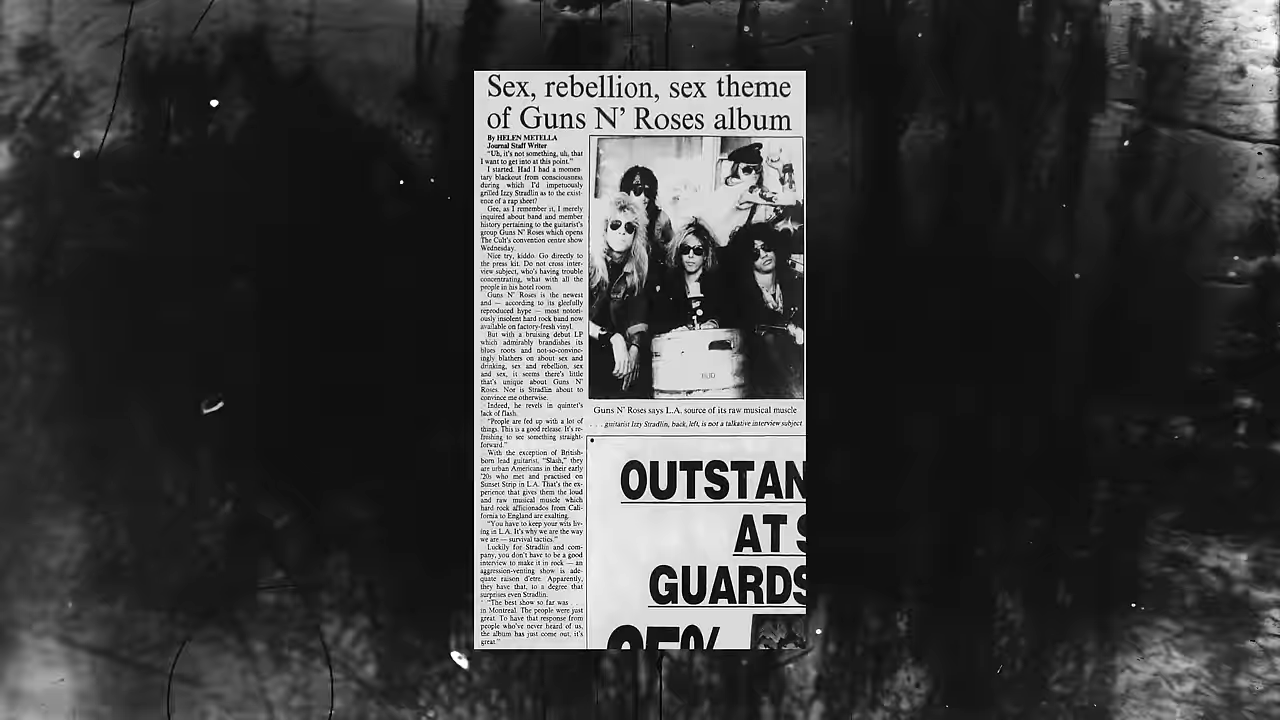 Sex, rebellion, sex theme
of Guns N' Roses album
By HELEN METELLA
Journal Staff Writer
"Uh, it's not something, uh, that
I want to get into at this point."
I started. Had I had a momen-
tary blackout from consciousness
during which I'd impetuously
grilled Izzy Stradlin as to the exist-
ence of a rap sheet?
Gee, as I remember it, I merely
inquired about band and member
history pertaining to the guitarist's
group Guns N' Roses which opens
The Cult's convention centre show
Wednesday.
Nice try, kiddo. Go directly to
the press kit. Do not cross inter-
view subject, who's having trouble
concentrating, what with all the
people in his hotel room.
Guns N' Roses is the newest
and — according to its gleefully
reproduced hype — most notori-
ously insolent hard rock band now
available on factory-fresh vinyl.
But with a bruising debut LP
which admirably brandishes its
blues roots and not-so-convinc-
ingly blathers on about sex and
drinking, sex and rebellion, sex
and sex, it seems there's little
that's unique about Guns N'
Roses. Nor is Stradlin about to
convince me otherwise.
Indeed, he revels in quintet's
lack of flash.
"People are fed up with a lot of
things. This is a good release. It's re-
freshing to see something straight-
forward."
With the exception of British-
born lead guitarist, "Slash," they
are urban Americans in their early
'20s who met and practised on
Sunset Strip in L.A. That's the ex-
perience that gives them the loud
and raw musical muscle which
hard rock afficionados from Cali-
fornia to England are exalting.
"You have to keep your wits liv-
ing in L.A. It's why we are the way
we are — survival tactics."
Luckily for Stradlin and com-
pany, you don't have to be a good
interview to make it in rock — an
aggression-venting show is ade-
quate raison d'etre. Apparently,
they have that, to a degree that
surprises even Stradlin.
"The best show so far was . . .
in Montreal. The people were just
great. To have that response from
people who've never heard of us,
the album has just come out, it's
great."
Guns N' Roses says L.A. source of its raw musical muscle
. . . guitarist Izzy Stradlin, back, left, is not a talkative interview subject
OUTSTAN
AT S
GUARDS